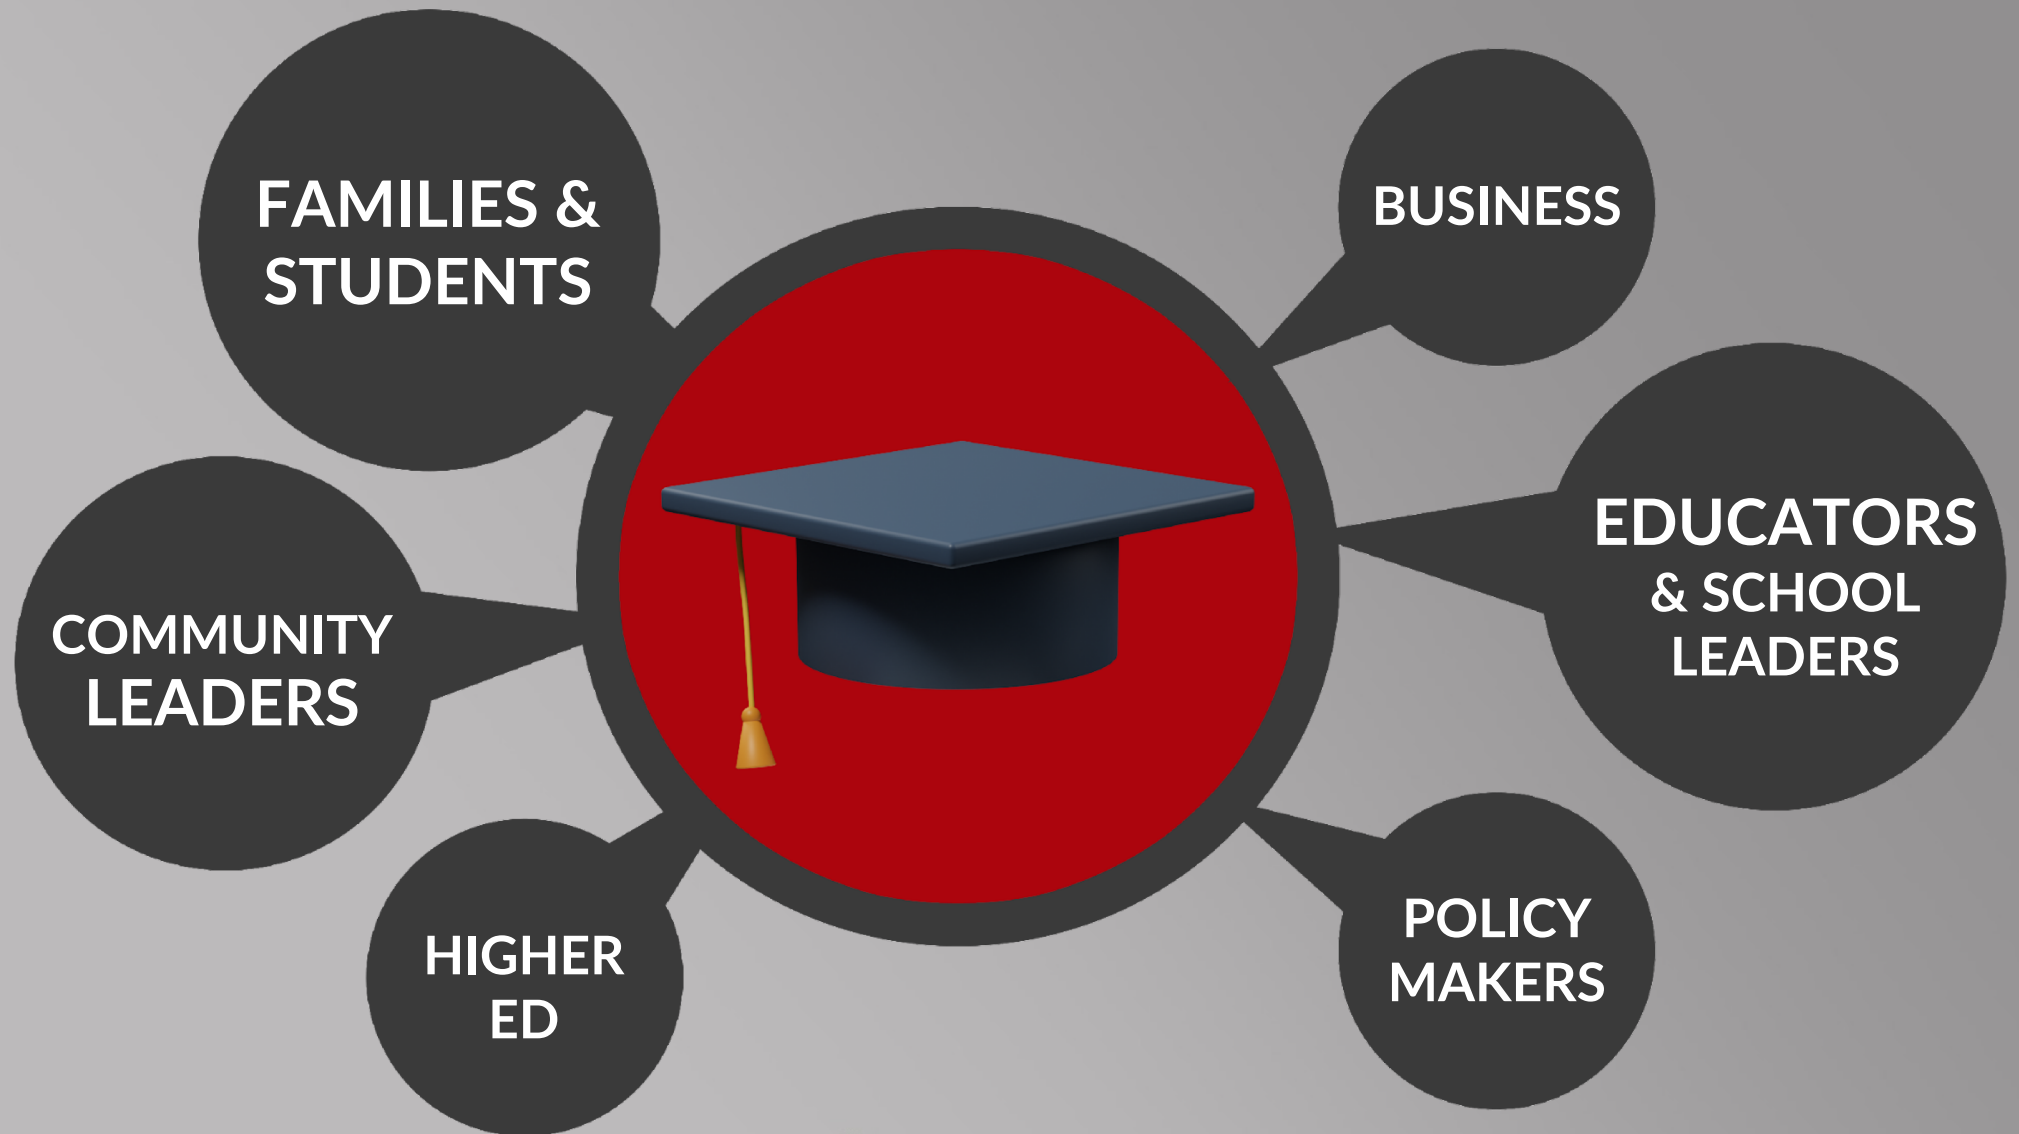 FAMILIES &
STUDENTS
BUSINESS
EDUCATORS
& SCHOOL
LEADERS
COMMUNITY
LEADERS
HIGHER
ED
POLICY
MAKERS